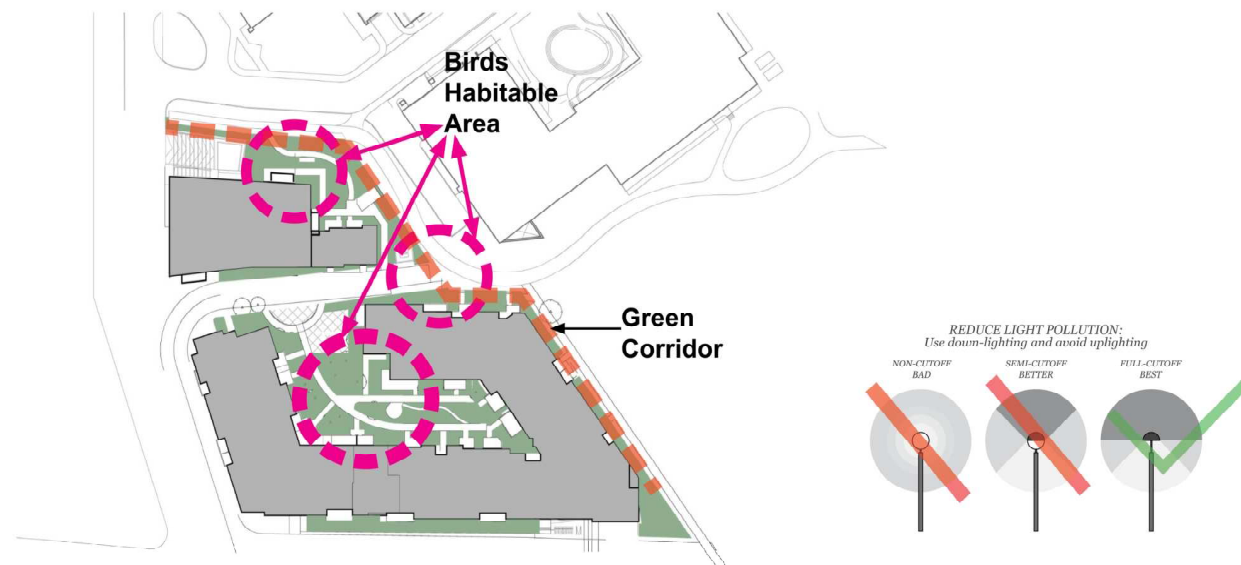 Birds
Habitable
Area
Green
Corridor
REDUCE LIGHT POLLUTION:
Use down-lighting and avoid uplighting
NON-CUTOFF
BAD
SEMI-CUTOFF
BETTER
FULL-CUTOFF
BEST